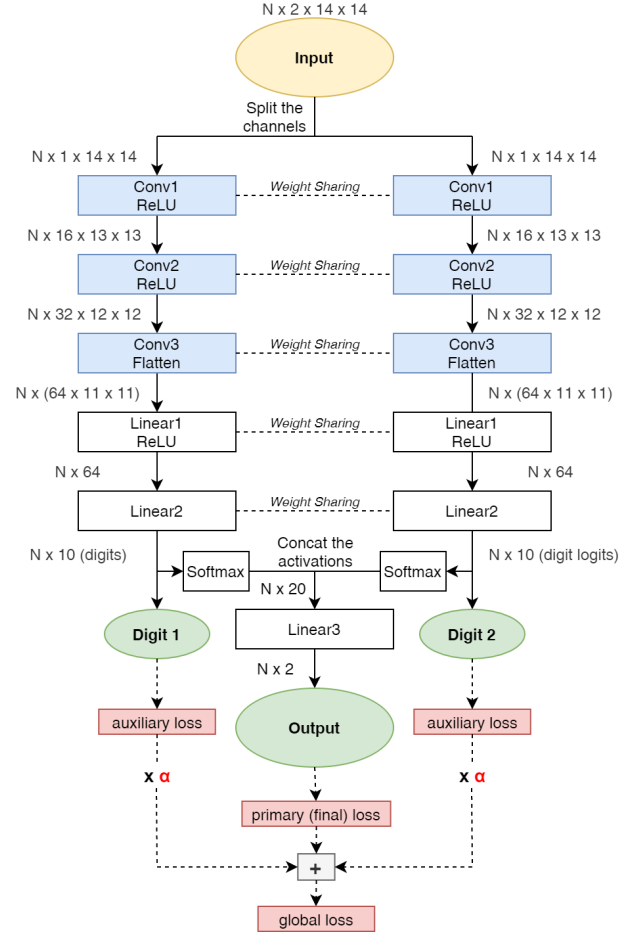 N x 2 x 14 x 14
Input
Split the
channels
N x 1 x 14 x 14
N x 1 x 14 x 14
Conv1
ReLU
Weight Sharing
Conv1
ReLU
N x 16 x 13 x 13
N x 16 x 13 x 13
Conv2
ReLU
Weight Sharing
Conv2
ReLU
N x 32 x 12 x 12
N x 32 x 12 x 12
Conv3
Flatten
Weight Sharing
Conv3
Flatten
N x (64 x 11 x 11)
N x (64 x 11 x 11)
Linear1
ReLU
Weight Sharing
Linear1
ReLU
N x 64
N x 64
Linear2
Weight Sharing
Linear2
N x 10 (digits)
Softmax
Concat the
activations
Softmax
N x 10 (digit logits)
N x 20
Digit 1
Linear3
Digit 2
N x 2
auxiliary loss
Output
auxiliary loss
x α
x α
primary (final) loss
+
global loss